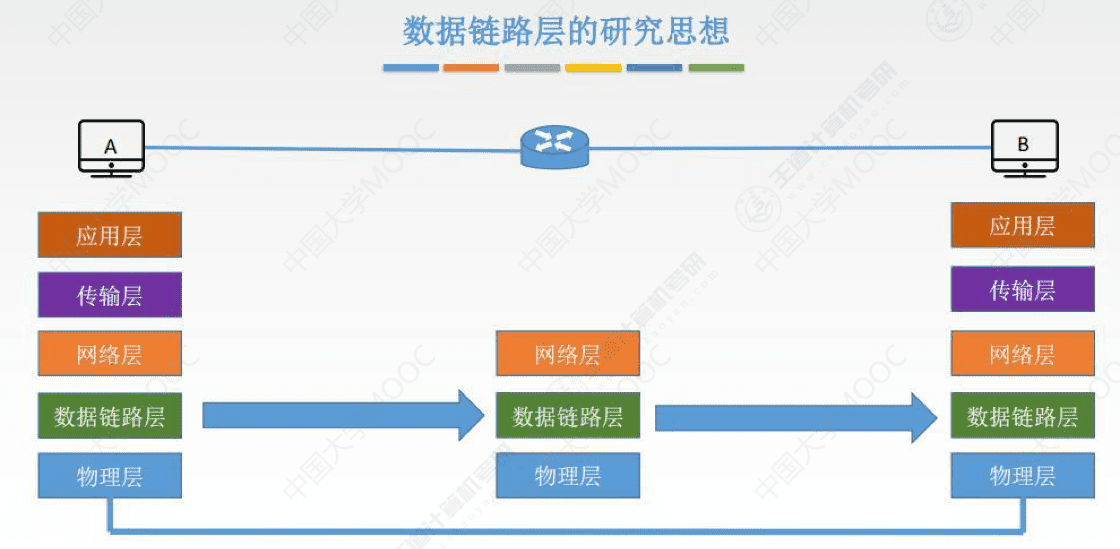 数据链路层的研究思想
A
B
应用层
传输层
网络层
数据链路层
物理层
网络层
数据链路层
物理层
应用层
传输层
网络层
数据链路层
物理层
中国大学MOOC
王道计算机考研